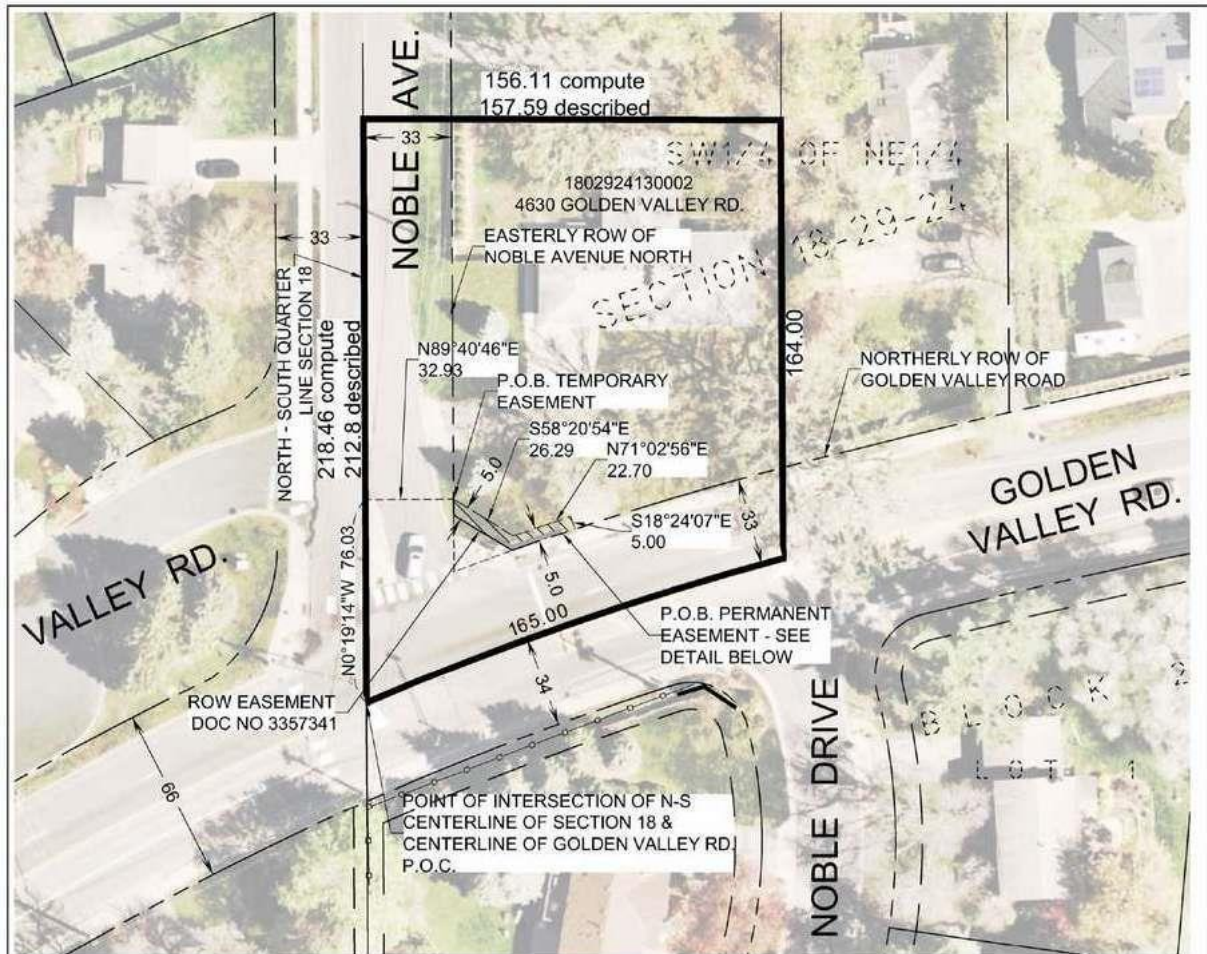 NOBLE AVE.
156.11 compute
157.59 described
33
SW1/4 OF NE1/4
SECTION 18-29-24
1802924130002
4630 GOLDEN VALLEY RD.
33
EASTERLY ROW OF
NOBLE AVENUE NORTH
NORTH - SOUTH QUARTER
LINE SECTION 18
218.46 compute
212.8 described
164.00
N89°40'46"E
32.93
P.O.B. TEMPORARY
EASEMENT
NORTHERLY ROW OF
GOLDEN VALLEY ROAD
S58°20'54"E
26.29
N71°02'56"E
22.70
5.0
S18°24'07"E
5.00
33
GOLDEN
VALLEY RD.
VALLEY RD.
N0°19'14"W 76.03
5.0
165.00
P.O.B. PERMANENT
EASEMENT - SEE
DETAIL BELOW
34
ROW EASEMENT
DOC NO 3357341
66
NOBLE DRIVE
BLOCK 2
LOT 1
POINT OF INTERSECTION OF N-S
CENTERLINE OF SECTION 18 &
CENTERLINE OF GOLDEN VALLEY RD.
P.O.C.